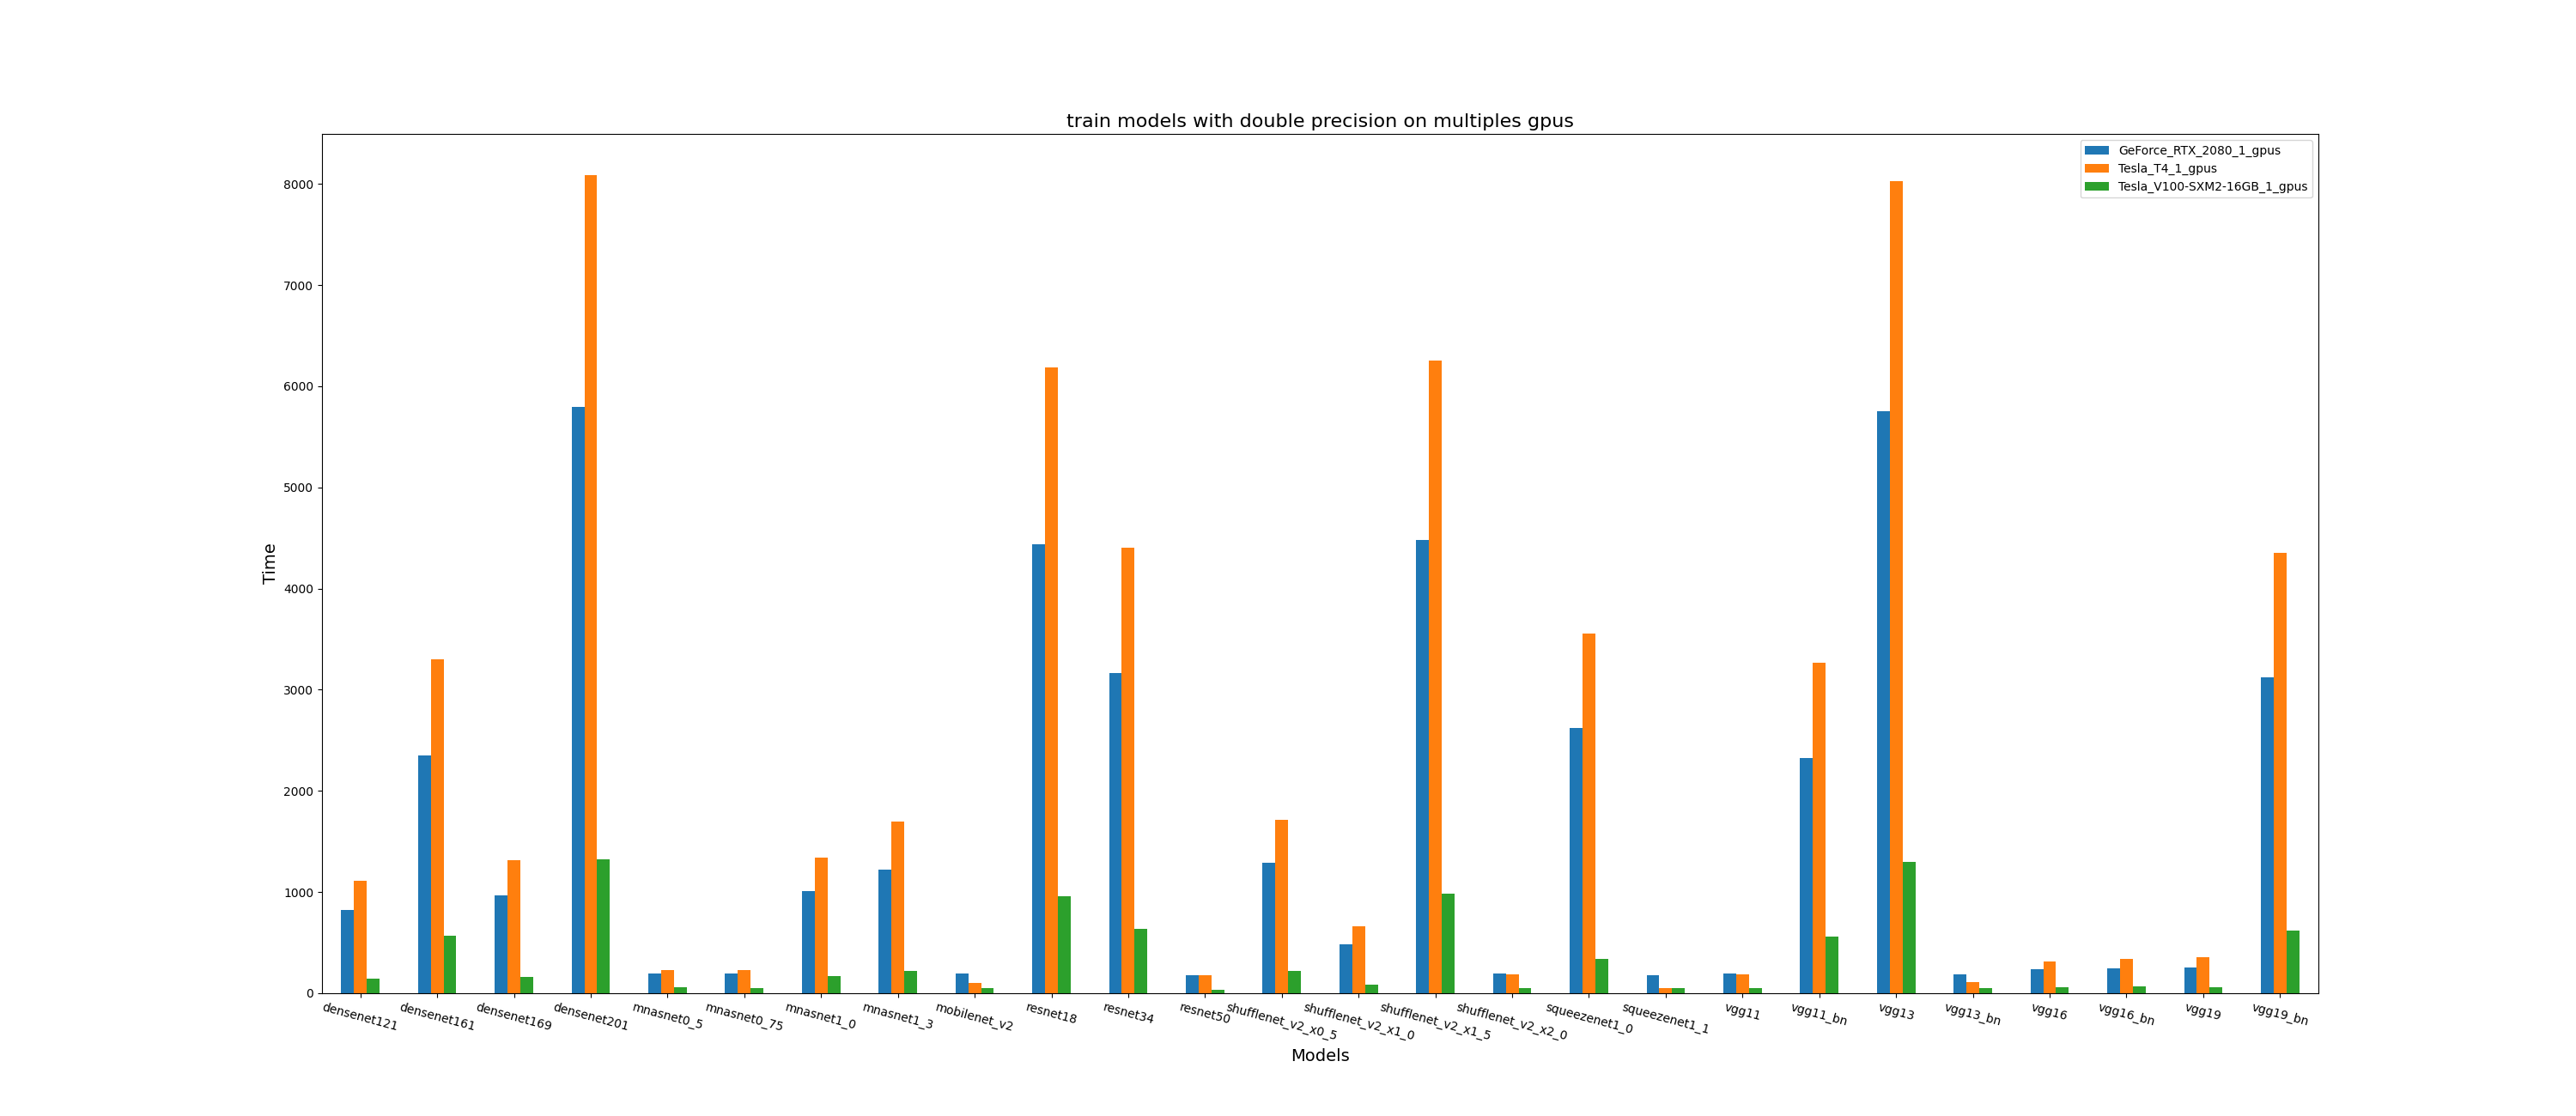 train models with double precision on multiples gpus
GeForce_RTX_2080_1_gpus
Tesla_T4_1_gpus
Tesla_V100-SXM2-16GB_1_gpus
Time
8000
7000
6000
5000
4000
3000
2000
1000
0
densenet121
densenet161
densenet169
densenet201
mnasnet0_5
mnasnet0_75
mnasnet1_0
mnasnet1_3
mobilenet_v2
resnet18
resnet34
resnet50
shufflenet_v2_x0_5
shufflenet_v2_x1_0
shufflenet_v2_x1_5
shufflenet_v2_x2_0
squeezenet1_0
squeezenet1_1
vgg11
vgg11_bn
vgg13
vgg13_bn
vgg16
vgg16_bn
vgg19
vgg19_bn
Models